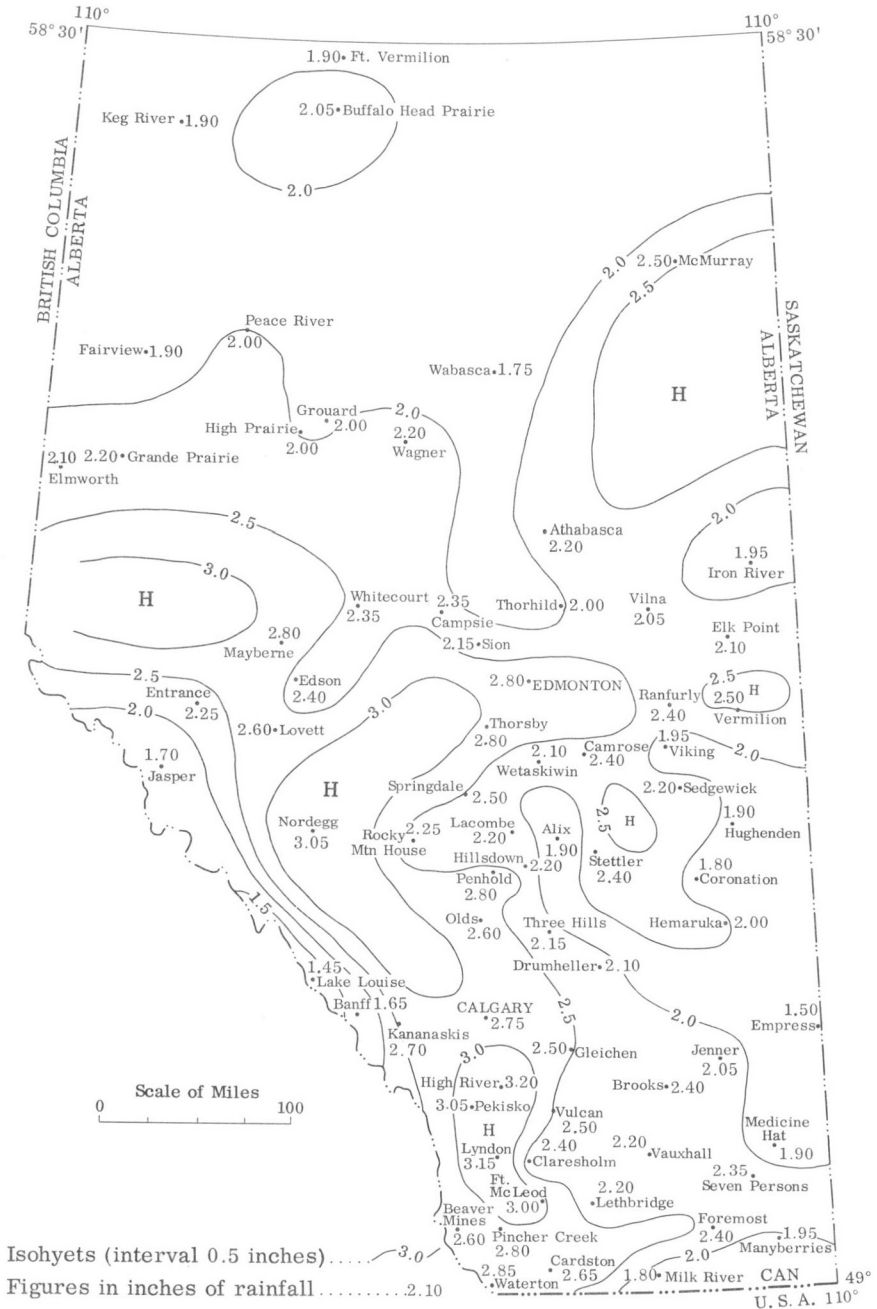 110°
58° 30'
110°
58° 30'
1.90 Ft. Vermilion
2.05 Buffalo Head Prairie
Keg River 1.90
2.0
BRITISH COLUMBIA
ALBERTA
2.0
2.50 McMurray
2.5
SASKATCHEWAN
ALBERTA
Peace River
2.00
Fairview 1.90
Wabasca 1.75
H
Grouard
2.00
2.0
High Prairie
2.00
2.20
Wagner
2.10
Elmworth
2.20 Grande Prairie
2.5
2.0
Athabasca
2.20
1.95
Iron River
3.0
H
Whitecourt
2.35
2.35
Campsie
Thorhild 2.00
Vilna
2.05
2.80
Mayberne
2.15 Sion
Elk Point
2.10
2.5
Edson
2.40
2.80 EDMONTON
2.5
2.50 H
Vermilion
Entrance
2.25
3.0
Ranfurly
2.40
2.0
2.60 Lovett
Thorsby
2.80
1.70
Jasper
2.10
Wetaskiwin
Camrose
2.40
1.95
Viking
2.0
H
Springdale
2.50
2.20 Sedgewick
Nordegg
3.05
Rocky
Mtn House
2.25
Lacombe
2.20
Alix
1.90
2.5
H
1.90
Hughenden
Hillsdown
2.20
Stettler
2.40
1.80
Coronation
Penhold
2.80
1.5
Olds
2.60
Three Hills
2.15
Hemaruka 2.00
Drumheller 2.10
1.45
Lake Louise
Banff 1.65
CALGARY
2.75
2.5
2.0
1.50
Empress
Kananaskis
2.70
3.0
2.50 Gleichen
Jenner
2.05
Scale of Miles
0 100
High River 3.20
Brooks 2.40
3.05 Pekisko
Vulcan
2.50
H
Medicine
Hat
1.90
Lyndon
3.15
2.40
Claresholm
2.20
Vauxhall
2.35
Seven Persons
Ft.
McLeod
3.00
2.20
Lethbridge
Beaver
Mines
2.60
Pincher Creek
2.80
Foremost
2.40
1.95
Manyberries
2.0
Isohyets (interval 0.5 inches) ..... 3.0
2.85
Waterton
Cardston
2.65
1.80 Milk River
CAN
49°
Figures in inches of rainfall .......... 2.10
U. S. A. 110°